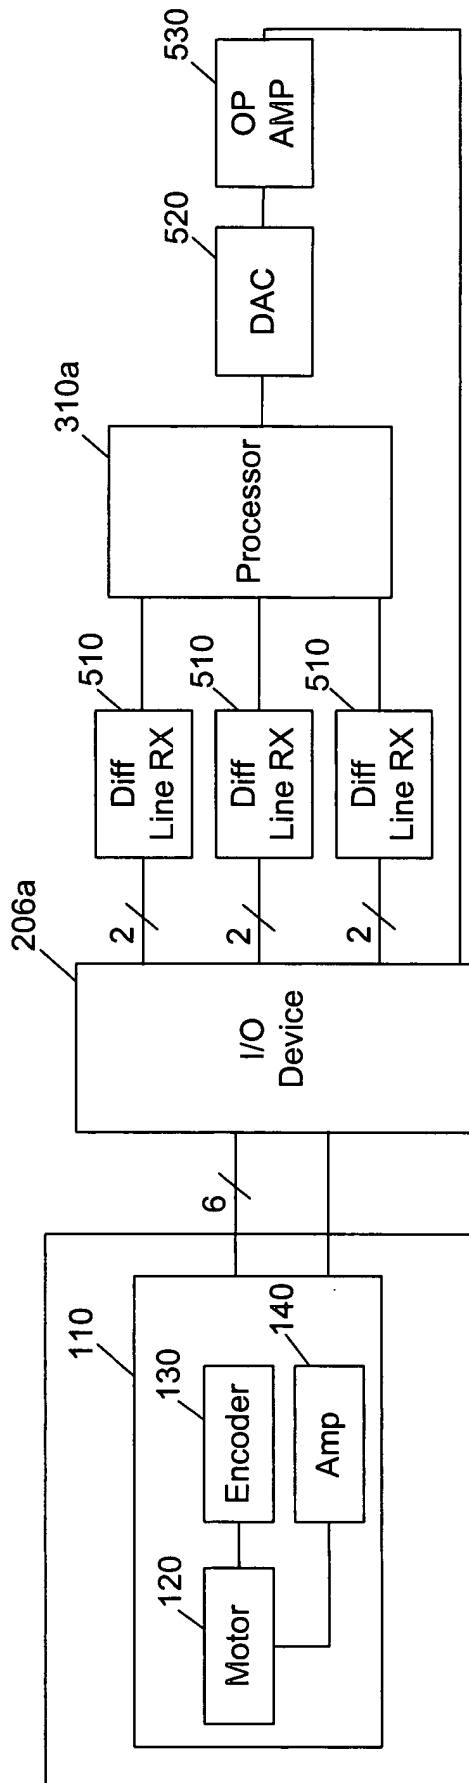 110
120
Motor
130
Encoder
140
Amp
6
206a
I/O
Device
2
2
2
510
Diff
Line RX
510
Diff
Line RX
510
Diff
Line RX
310a
Processor
520
DAC
530
OP
AMP